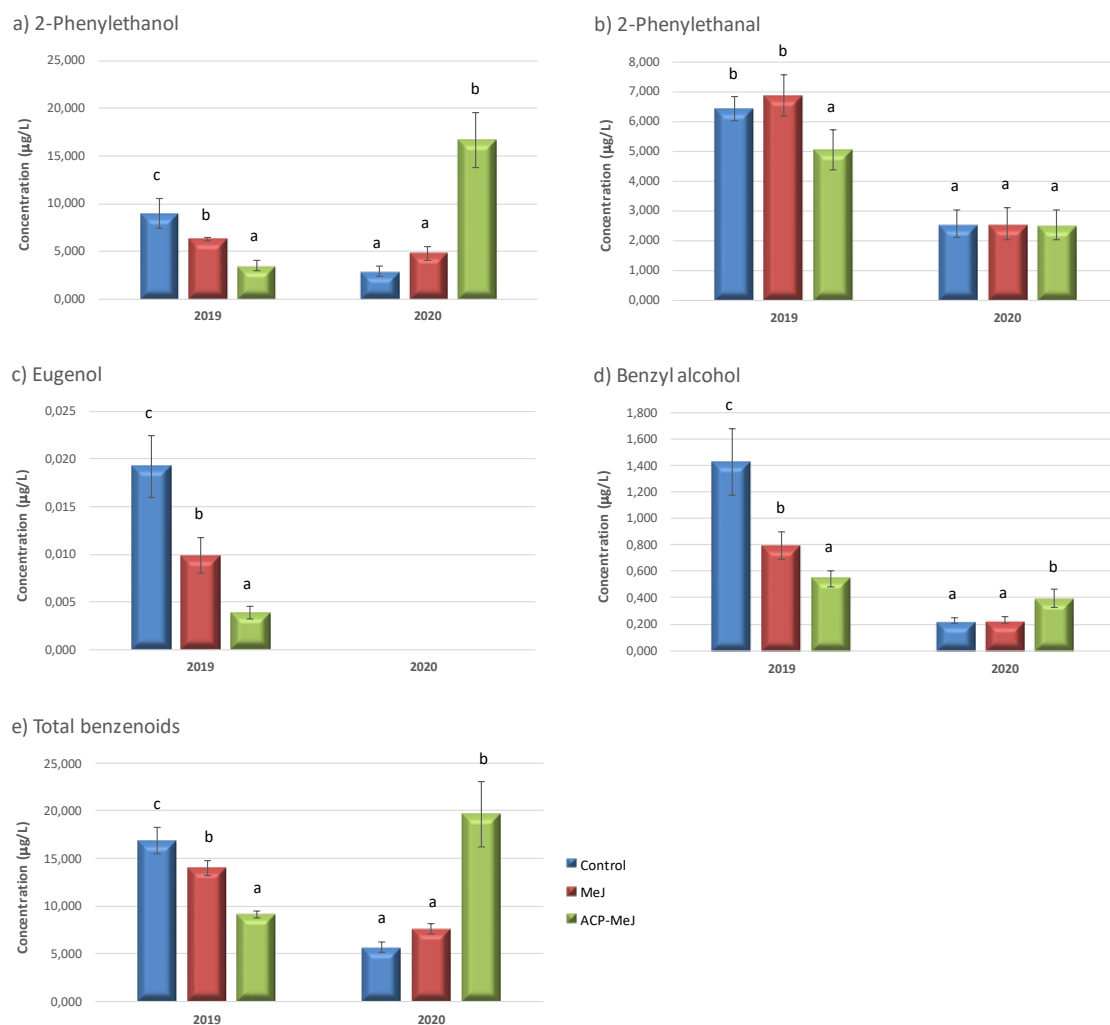 a) 2-Phenylethanol
Concentration (µg/L)
25,000
20,000
15,000
10,000
5,000
0,000
c
b
a
a
a
b
2019
2020
b) 2-Phenylethanal
Concentration (µg/L)
8,000
7,000
6,000
5,000
4,000
3,000
2,000
1,000
0,000
b
b
a
a
a
a
2019
2020
c) Eugenol
Concentration (µg/L)
0,025
0,020
0,015
0,010
0,005
0,000
c
b
a
2019
2020
d) Benzyl alcohol
Concentration (µg/L)
1,800
1,600
1,400
1,200
1,000
0,800
0,600
0,400
0,200
0,000
c
b
a
a
a
b
2019
2020
e) Total benzenoids
Concentration (µg/L)
25,000
20,000
15,000
10,000
5,000
0,000
c
b
a
a
a
b
2019
2020
Control
MeJ
ACP-MeJ